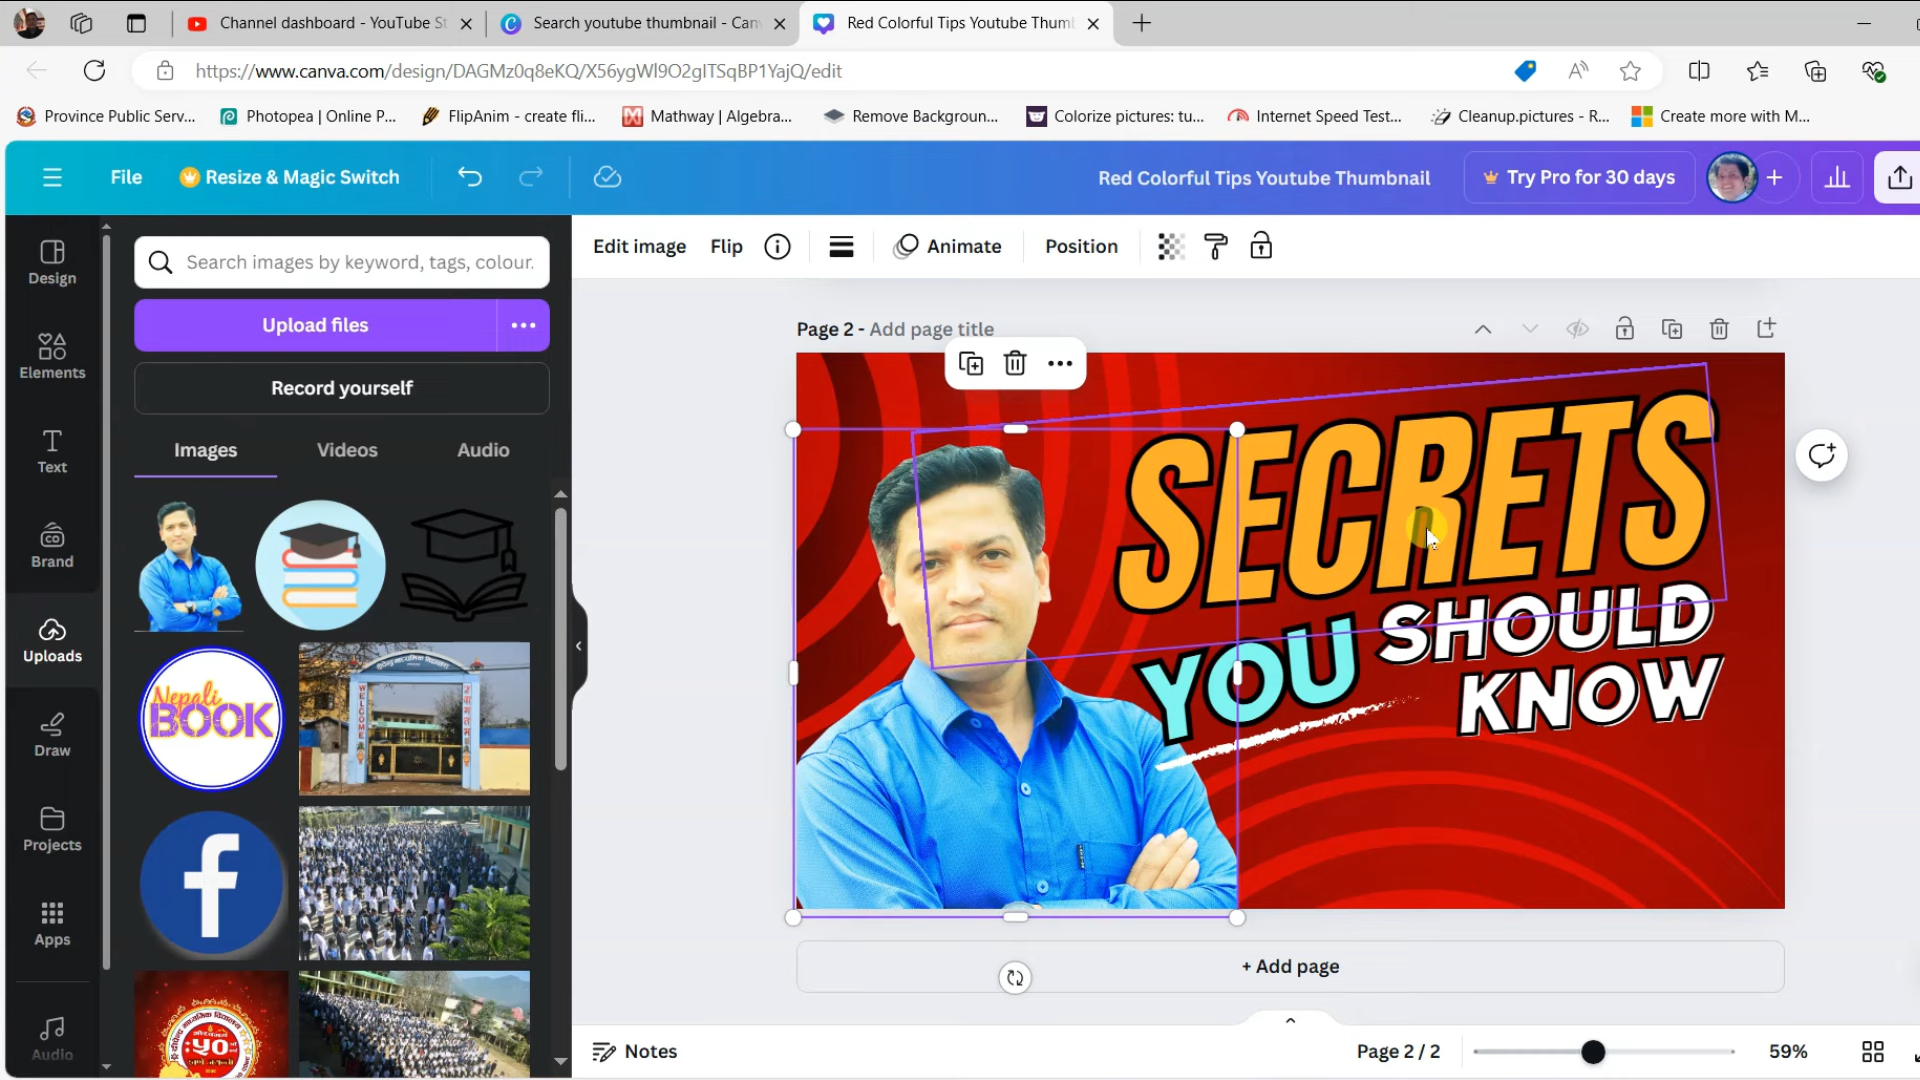 Channel dashboard - YouTube St
Search youtube thumbnail - Can
Red Colorful Tips Youtube Thumb
https://www.canva.com/design/DAGMz0q8eKQ/X56ygWl9O2gITSqBP1YajQ/edit
Province Public Serv...
Photopea | Online P...
FlipAnim - create fli...
Mathway | Algebra...
Remove Backgroun...
Colorize pictures: tu...
Internet Speed Test...
Cleanup.pictures - R...
Create more with M...
File
Resize & Magic Switch
Red Colorful Tips Youtube Thumbnail
Try Pro for 30 days
Design
Elements
Text
Brand
Uploads
Draw
Projects
Apps
Audio
Search images by keyword, tags, colour.
Upload files
Record yourself
Images
Videos
Audio
Nepali
BOOK
WELCOME
५०
Edit image
Flip
Animate
Position
Page 2 - Add page title
SECRETS
YOU SHOULD
KNOW
+ Add page
Notes
Page 2 / 2
59%